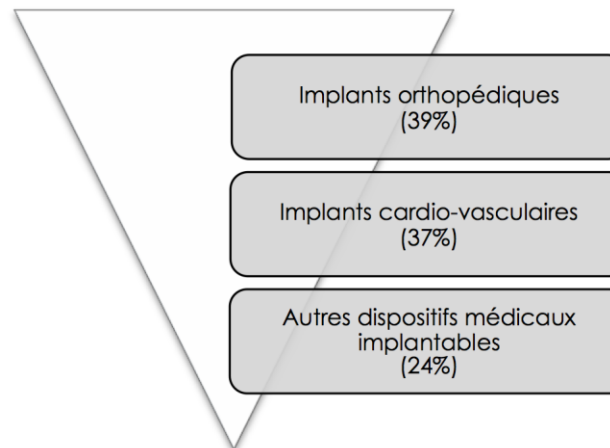 Implants orthopédiques
(39%)
Implants cardio-vasculaires
(37%)
Autres dispositifs médicaux
implantables
(24%)